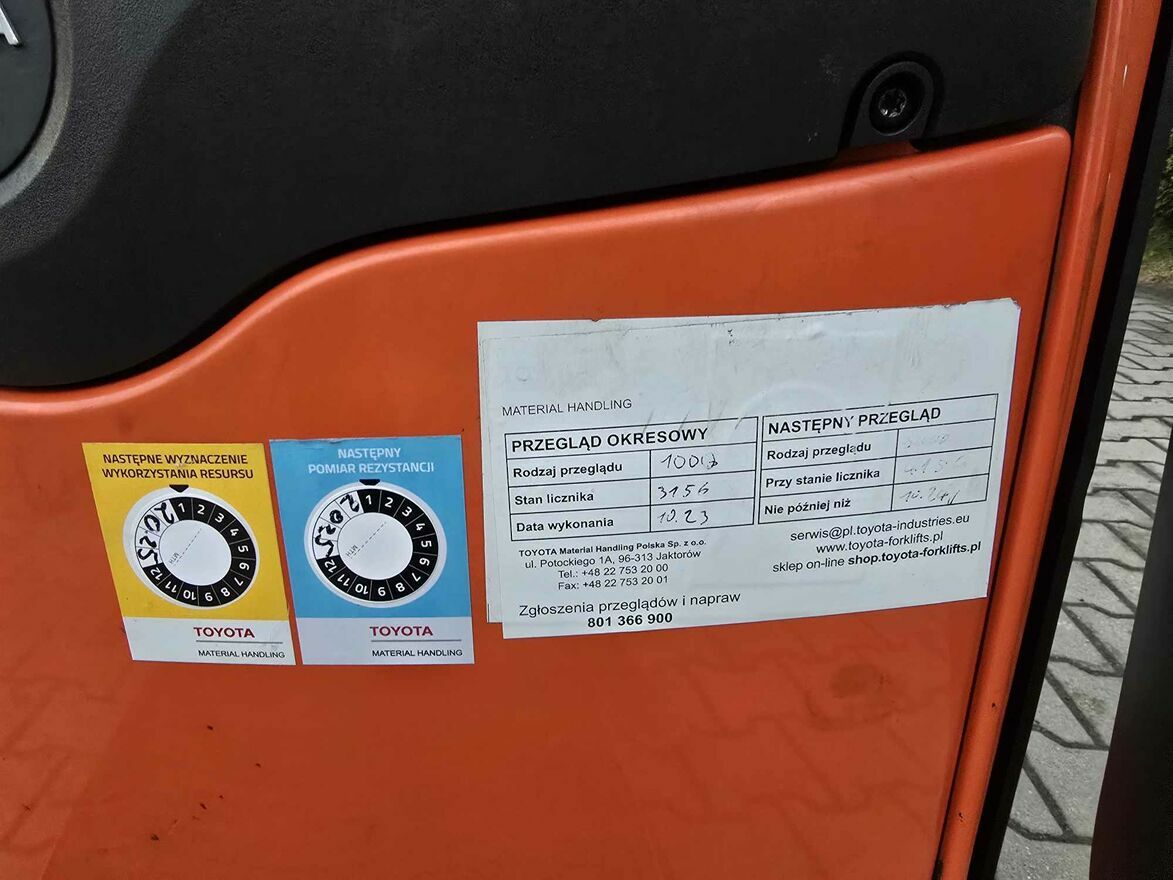 A
MATERIAL HANDLING
PRZEGLĄD OKRESOWY
Rodzaj przeglądu
Stan licznika 3156
Data wykonania 10.23
NASTĘPNY PRZEGLĄD
Rodzaj przeglądu
Przy stanie licznika
Nie później niż 10.24
TOYOTA Material Handling Polska Sp. z o.o.
ul. Potockiego 1A, 96-313 Jaktorów
Tel.: +48 22 753 20 00
Fax: +48 22 753 20 01
serwis@pl.toyota-industries.eu
www.toyota-forklifts.pl
sklep on-line shop.toyota-forklifts.pl
Zgłoszenia przeglądów i napraw
801 366 900
NASTĘPNE WYZNACZENIE
WYKORZYSTANIA RESURSU
2025
1 2 3 4 5 6 7 8 9 10 11 12
MTH
TOYOTA
MATERIAL HANDLING
NASTĘPNY
POMIAR REZYSTANCJI
2025
1 2 3 4 5 6 7 8 9 10 11 12
MTH
TOYOTA
MATERIAL HANDLING